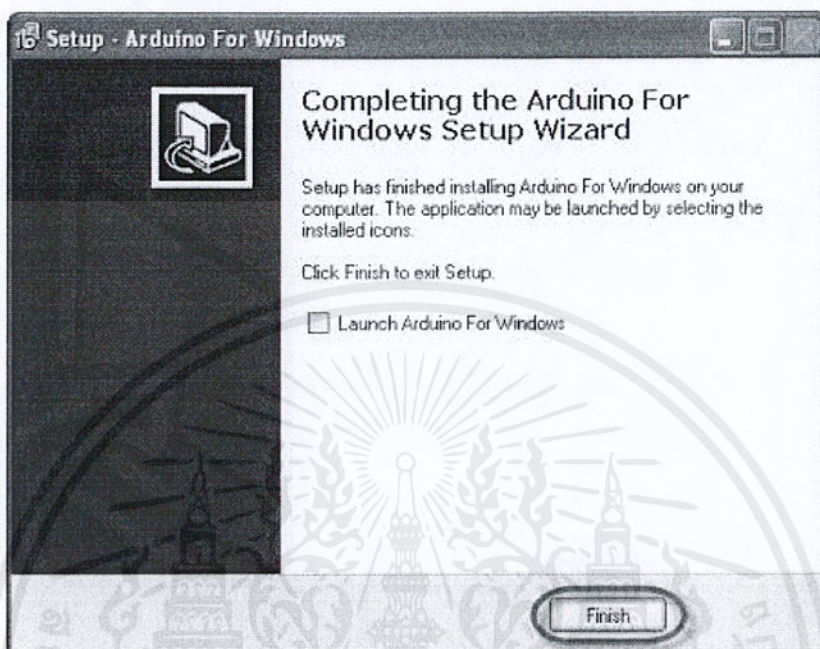 Setup - Arduino For Windows
Completing the Arduino For
Windows Setup Wizard
Setup has finished installing Arduino For Windows on your
computer. The application may be launched by selecting the
installed icons.
Click Finish to exit Setup.
Launch Arduino For Windows
Finish